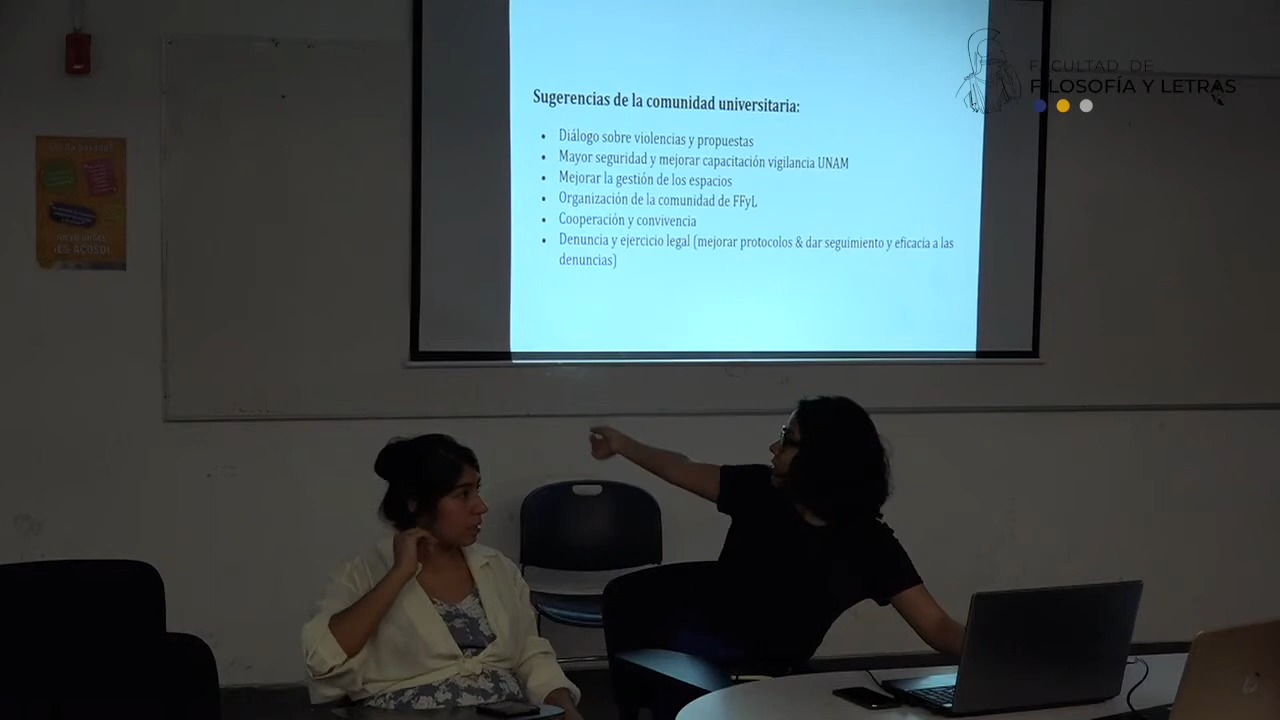 FACULTAD DE
FILOSOFÍA Y LETRAS
Sugerencias de la comunidad universitaria:
• Diálogo sobre violencias y propuestas
• Mayor seguridad y mejorar capacitación vigilancia UNAM
• Mejorar la gestión de los espacios
• Organización de la comunidad de FFyL
• Cooperación y convivencia
• Denuncia y ejercicio legal (mejorar protocolos & dar seguimiento y eficacia a las
denuncias)
¡ES ACOSO!